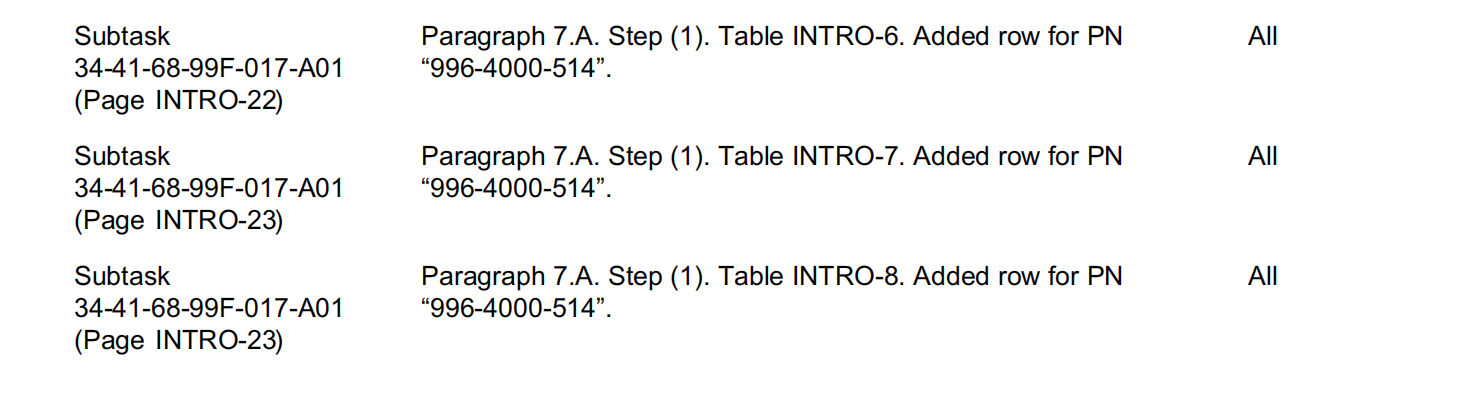 Subtask
34-41-68-99F-017-A01
(Page INTRO-22)
Paragraph 7.A. Step (1). Table INTRO-6. Added row for PN
“996-4000-514”.
All
Subtask
34-41-68-99F-017-A01
(Page INTRO-23)
Paragraph 7.A. Step (1). Table INTRO-7. Added row for PN
“996-4000-514”.
All
Subtask
34-41-68-99F-017-A01
(Page INTRO-23)
Paragraph 7.A. Step (1). Table INTRO-8. Added row for PN
“996-4000-514”.
All